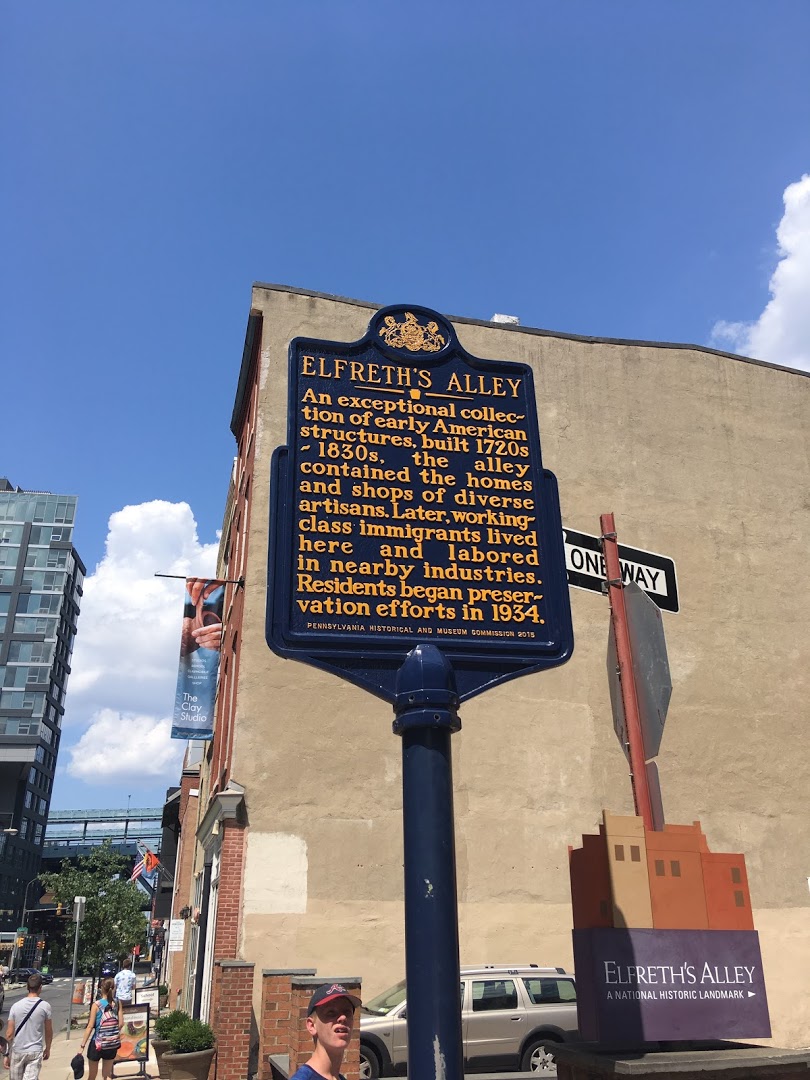 ELFRETH'S ALLEY
An exceptional collec-
tion of early American
structures, built 1720s
- 1830s, the alley
contained the homes
and shops of diverse
artisans. Later, working-
class immigrants lived
here and labored
in nearby industries.
Residents began preser-
vation efforts in 1934.
PENNSYLVANIA HISTORICAL AND MUSEUM COMMISSION 2015
ONE WAY
The
Clay
Studio
ELFRETH'S ALLEY
A NATIONAL HISTORIC LANDMARK